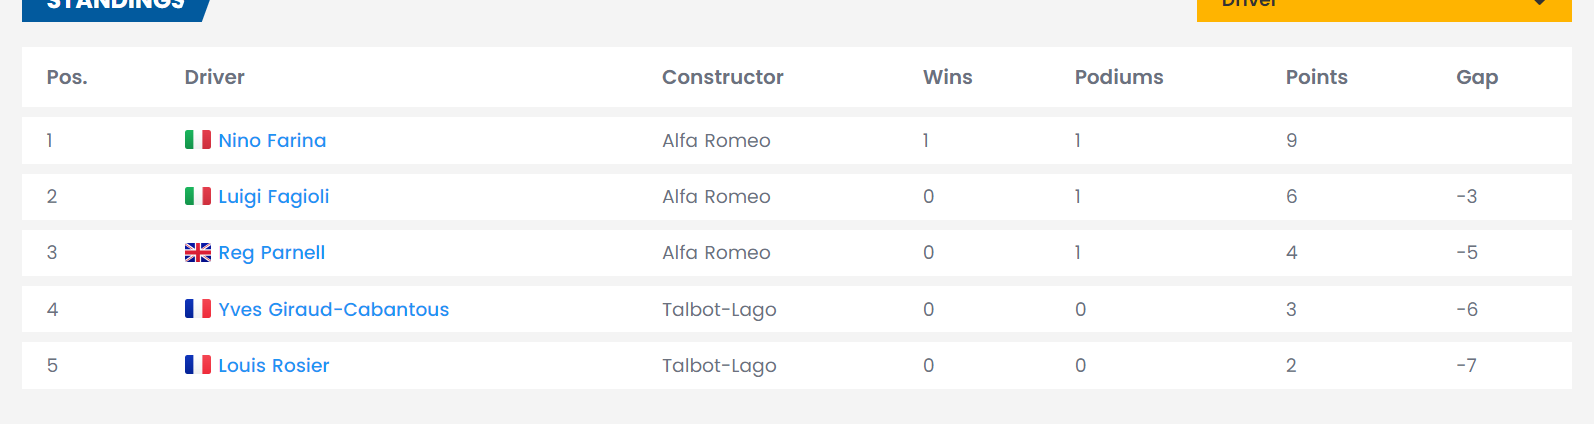 STANDINGS Driver
Pos. Driver Constructor Wins Podiums Points Gap
1 Nino Farina Alfa Romeo 1 1 9
2 Luigi Fagioli Alfa Romeo 0 1 6 -3
3 Reg Parnell Alfa Romeo 0 1 4 -5
4 Yves Giraud-Cabantous Talbot-Lago 0 0 3 -6
5 Louis Rosier Talbot-Lago 0 0 2 -7